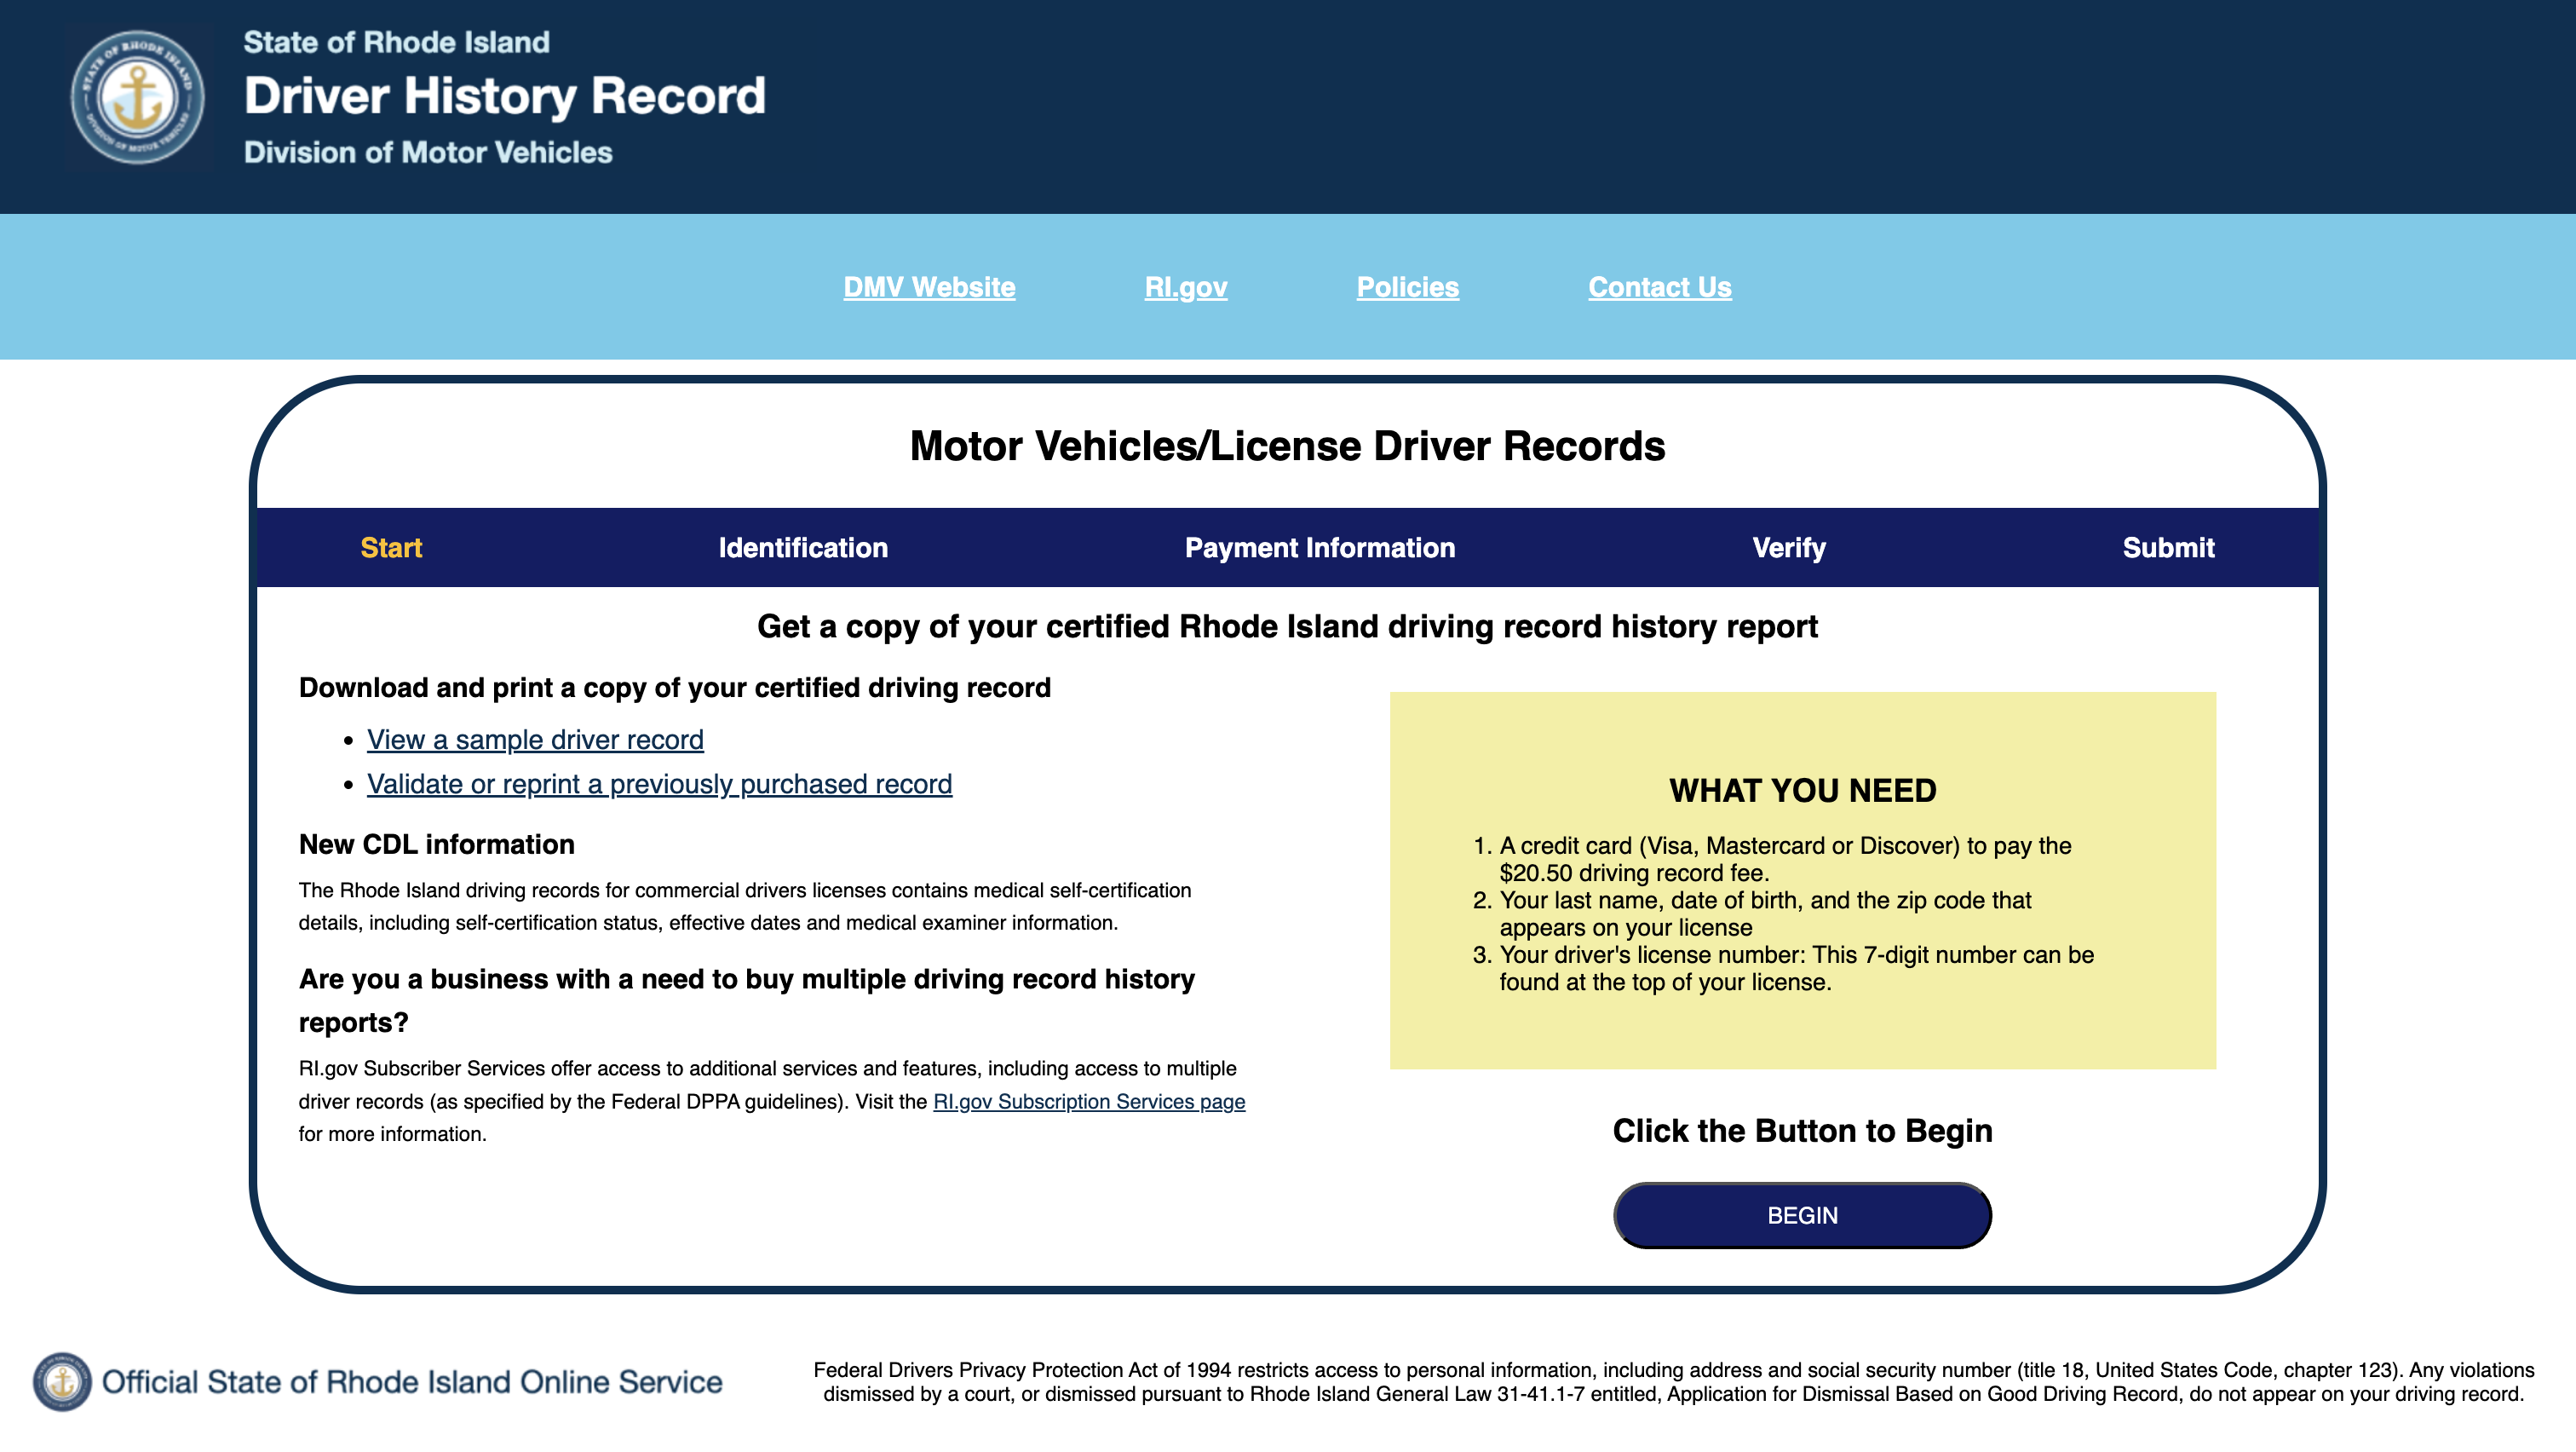 STATE OF RHODE ISLAND
DIVISION OF MOTOR VEHICLES
State of Rhode Island
Driver History Record
Division of Motor Vehicles
DMV Website RI.gov Policies Contact Us
Motor Vehicles/License Driver Records
Start Identification Payment Information Verify Submit
Get a copy of your certified Rhode Island driving record history report
Download and print a copy of your certified driving record
• View a sample driver record
• Validate or reprint a previously purchased record
New CDL information
The Rhode Island driving records for commercial drivers licenses contains medical self-certification
details, including self-certification status, effective dates and medical examiner information.
Are you a business with a need to buy multiple driving record history
reports?
RI.gov Subscriber Services offer access to additional services and features, including access to multiple
driver records (as specified by the Federal DPPA guidelines). Visit the RI.gov Subscription Services page
for more information.
WHAT YOU NEED
1. A credit card (Visa, Mastercard or Discover) to pay the
$20.50 driving record fee.
2. Your last name, date of birth, and the zip code that
appears on your license
3. Your driver's license number: This 7-digit number can be
found at the top of your license.
Click the Button to Begin
BEGIN
Official State of Rhode Island Online Service
Federal Drivers Privacy Protection Act of 1994 restricts access to personal information, including address and social security number (title 18, United States Code, chapter 123). Any violations
dismissed by a court, or dismissed pursuant to Rhode Island General Law 31-41.1-7 entitled, Application for Dismissal Based on Good Driving Record, do not appear on your driving record.